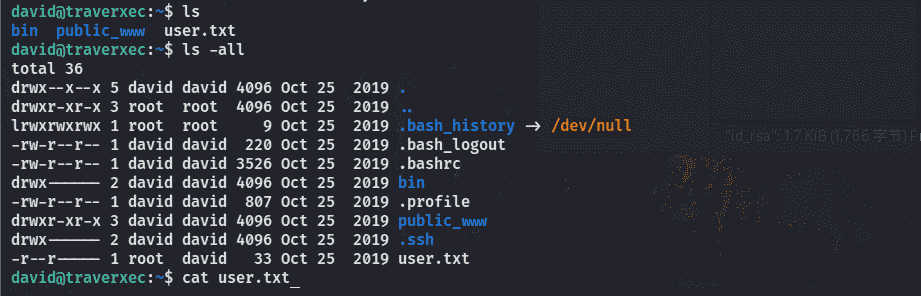 david@traverxec:~$ ls
bin  public_www  user.txt
david@traverxec:~$ ls -all
total 36
drwx--x--x 5 david david 4096 Oct 25  2019 .
drwxr-xr-x 3 root  root  4096 Oct 25  2019 ..
lrwxrwxrwx 1 root  root     9 Oct 25  2019 .bash_history -> /dev/null
-rw-r--r-- 1 david david  220 Oct 25  2019 .bash_logout
-rw-r--r-- 1 david david 3526 Oct 25  2019 .bashrc
drwx------ 2 david david 4096 Oct 25  2019 bin
-rw-r--r-- 1 david david  807 Oct 25  2019 .profile
drwxr-xr-x 3 david david 4096 Oct 25  2019 public_www
drwx------ 2 david david 4096 Oct 25  2019 .ssh
-r--r----- 1 root  david   33 Oct 25  2019 user.txt
david@traverxec:~$ cat user.txt_
"id_rsa": 1.7 KiB (1,766 字节)